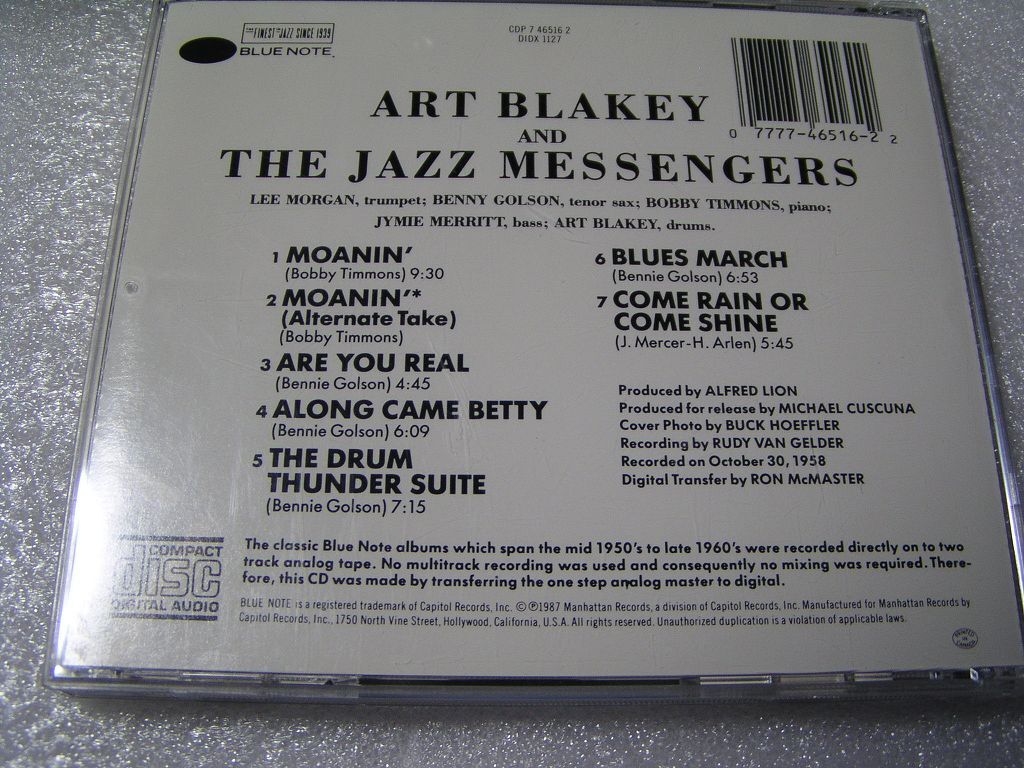 THE FINEST IN JAZZ SINCE 1939
BLUE NOTE
CDP 7 46516 2
DIDX 1127
0 7777-46516-2 2
ART BLAKEY
AND
THE JAZZ MESSENGERS
LEE MORGAN, trumpet; BENNY GOLSON, tenor sax; BOBBY TIMMONS, piano;
JYMIE MERRITT, bass; ART BLAKEY, drums.
1 MOANIN'
(Bobby Timmons) 9:30
2 MOANIN'*
(Alternate Take)
(Bobby Timmons)
3 ARE YOU REAL
(Bennie Golson) 4:45
4 ALONG CAME BETTY
(Bennie Golson) 6:09
5 THE DRUM
THUNDER SUITE
(Bennie Golson) 7:15
6 BLUES MARCH
(Bennie Golson) 6:53
7 COME RAIN OR
COME SHINE
(J. Mercer-H. Arlen) 5:45
Produced by ALFRED LION
Produced for release by MICHAEL CUSCUNA
Cover Photo by BUCK HOEFFLER
Recording by RUDY VAN GELDER
Recorded on October 30, 1958
Digital Transfer by RON McMASTER
COMPACT
disc
DIGITAL AUDIO
The classic Blue Note albums which span the mid 1950's to late 1960's were recorded directly on to two
track analog tape. No multitrack recording was used and consequently no mixing was required. There-
fore, this CD was made by transferring the one step analog master to digital.
BLUE NOTE is a registered trademark of Capitol Records, Inc. © ℗ 1987 Manhattan Records, a division of Capitol Records, Inc. Manufactured for Manhattan Records by
Capitol Records, Inc., 1750 North Vine Street, Hollywood, California, U.S.A. All rights reserved. Unauthorized duplication is a violation of applicable laws.
PRINTED
IN
CANADA